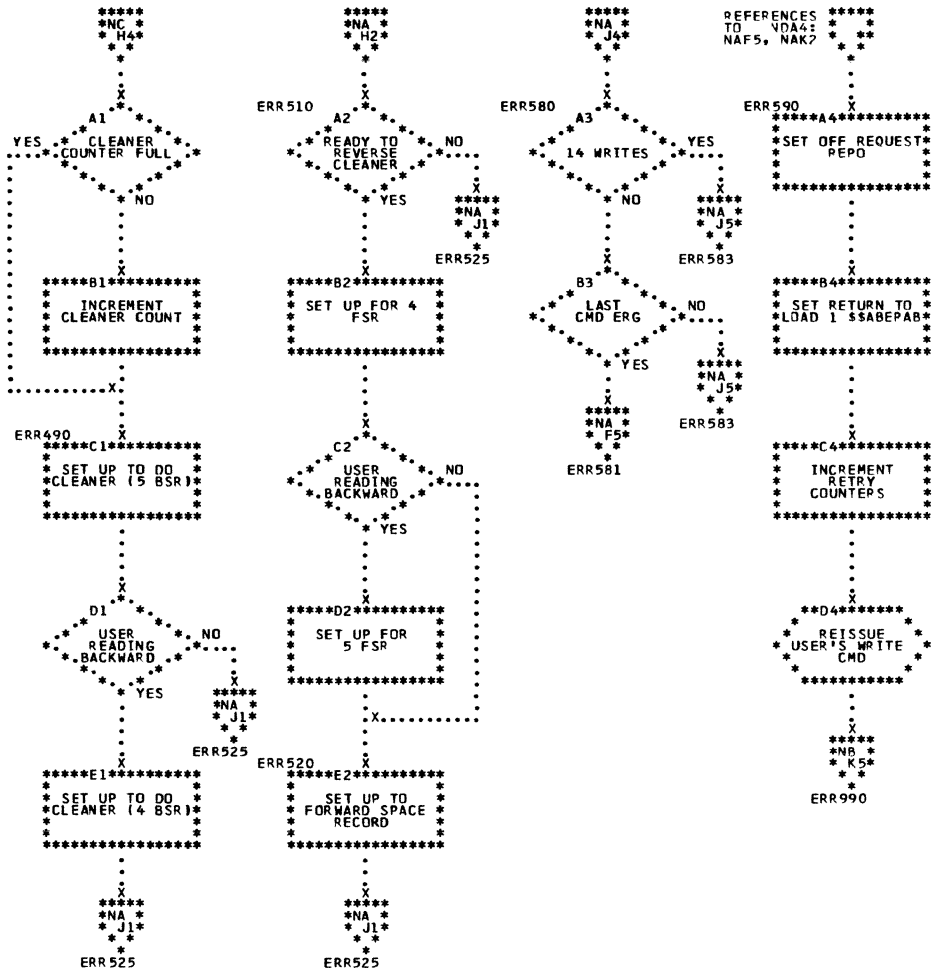 NC
H4
A1
YES
CLEANER
COUNTER FULL
NO
B1
INCREMENT
CLEANER COUNT
ERR490
C1
SET UP TO DO
CLEANER (5 BSR)
D1
USER
READING
BACKWARD
NO
YES
NA
J1
ERR525
E1
SET UP TO DO
CLEANER (4 BSR)
NA
J1
ERR525
NA
H2
ERR510
A2
READY TO
REVERSE
CLEANER
NO
YES
NA
J1
ERR525
B2
SET UP FOR 4
FSR
C2
USER
READING
BACKWARD
NO
YES
D2
SET UP FOR
5 FSR
ERR520
E2
SET UP TO
FORWARD SPACE
RECORD
NA
J1
ERR525
NA
J4
ERR580
A3
14 WRITES
YES
NO
NA
J5
ERR583
B3
LAST
CMD ERG
NO
YES
NA
J5
ERR583
NA
F5
ERR581
REFERENCES
TO NDA4:
NAF5, NAK2
ERR590
A4
SET OFF REQUEST
REPO
B4
SET RETURN TO
LOAD 1 $$ABEPAB
C4
INCREMENT
RETRY
COUNTERS
D4
REISSUE
USER'S WRITE
CMD
NB
K5
ERR990